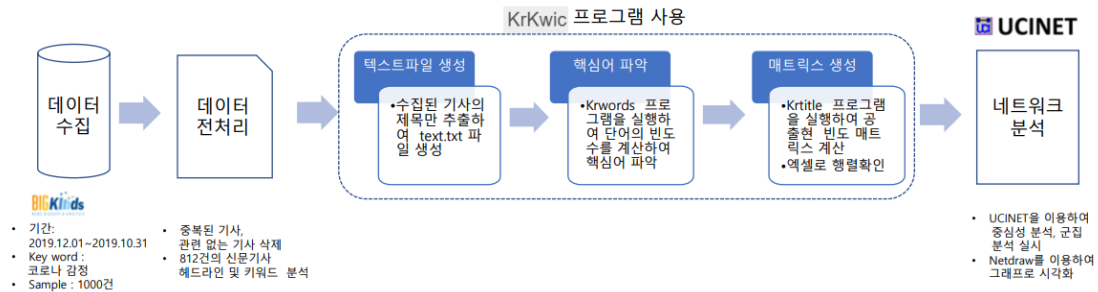 KrKwic 프로그램 사용
UCINET
데이터
수집
데이터
전처리
텍스트파일 생성
•수집된 기사의
제목만 추출하
여 text.txt 파
일 생성
핵심어 파악
•Krwords 프로
그램을 실행하
여 단어의 빈도
수를 계산하여
핵심어 파악
매트릭스 생성
•Krtitle 프로그램
을 실행하여 공
출현 빈도 매트
릭스 계산
•엑셀로 행렬확인
네트워크
분석
BIGKinds
• 기간:
2019.12.01~2019.10.31
• Key word :
코로나 감정
• Sample : 1000건
• 중복된 기사,
관련 없는 기사 삭제
• 812건의 신문기사
헤드라인 및 키워드 분석
• UCINET을 이용하여
중심성 분석, 군집
분석 실시
• Netdraw를 이용하여
그래프로 시각화